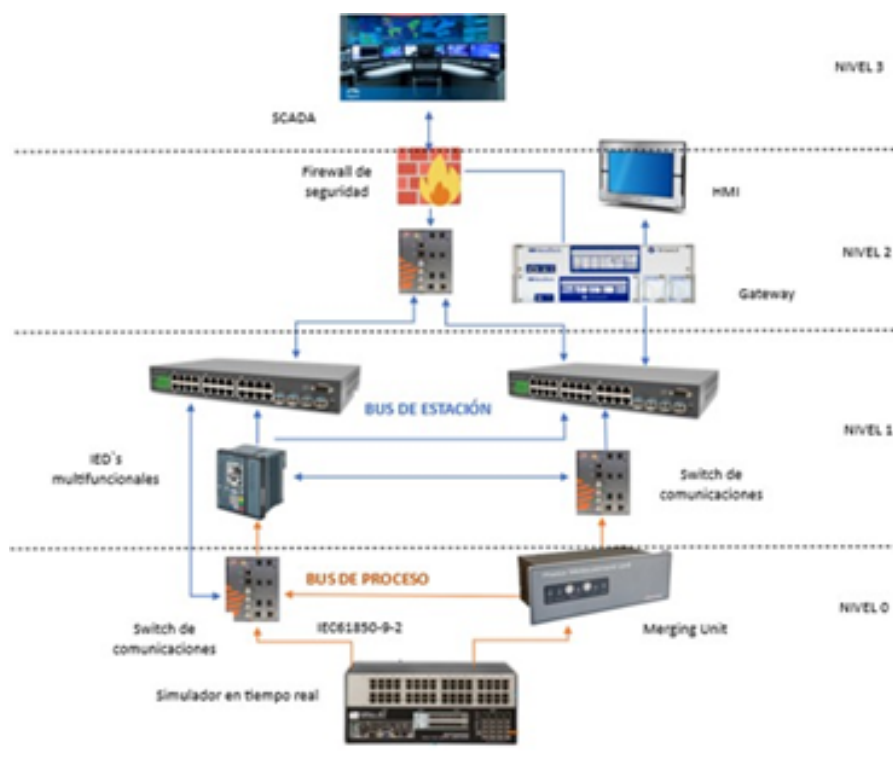 NIVEL 3
SCADA
Firewall de
seguridad
HMI
NIVEL 2
Gateway
BUS DE ESTACIÓN
NIVEL 1
IED`s
multifuncionales
Switch de
comunicaciones
BUS DE PROCESO
NIVEL 0
IEC61850-9-2
Switch de
comunicaciones
Merging Unit
Simulador en tiempo real